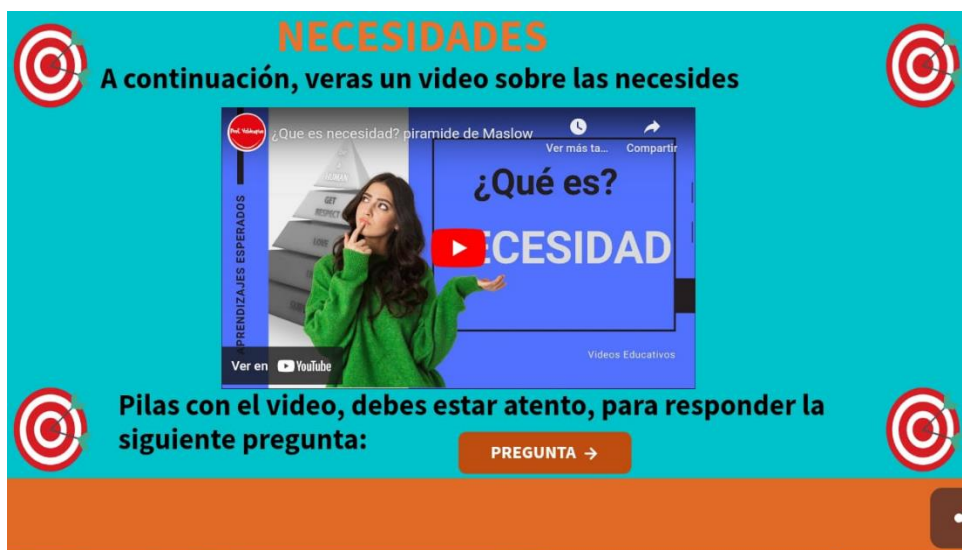 NECESIDADES
A continuación, veras un video sobre las necesides
¿Que es necesidad? piramide de Maslow
Ver más ta...
Compartir
GET
RESPECT
APRENDIZAJES ESPERADOS
¿Qué es?
ECESIDAD
Videos Educativos
Ver en YouTube
Pilas con el video, debes estar atento, para responder la
siguiente pregunta:
PREGUNTA →